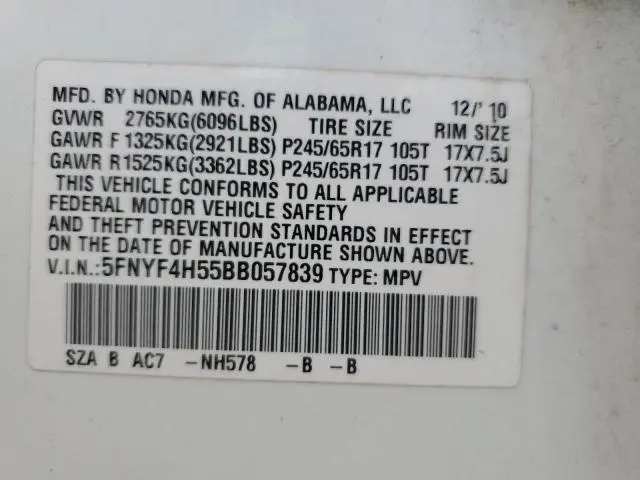 MFD. BY HONDA MFG. OF ALABAMA, LLC 12/'10
GVWR 2765KG(6096LBS) TIRE SIZE RIM SIZE
GAWR F 1325KG(2921LBS) P245/65R17 105T 17X7.5J
GAWR R 1525KG(3362LBS) P245/65R17 105T 17X7.5J
THIS VEHICLE CONFORMS TO ALL APPLICABLE
FEDERAL MOTOR VEHICLE SAFETY
AND THEFT PREVENTION STANDARDS IN EFFECT
ON THE DATE OF MANUFACTURE SHOWN ABOVE.
V.I.N.:5FNYF4H55BB057839 TYPE: MPV
SZA B AC7 -NH578 -B -B